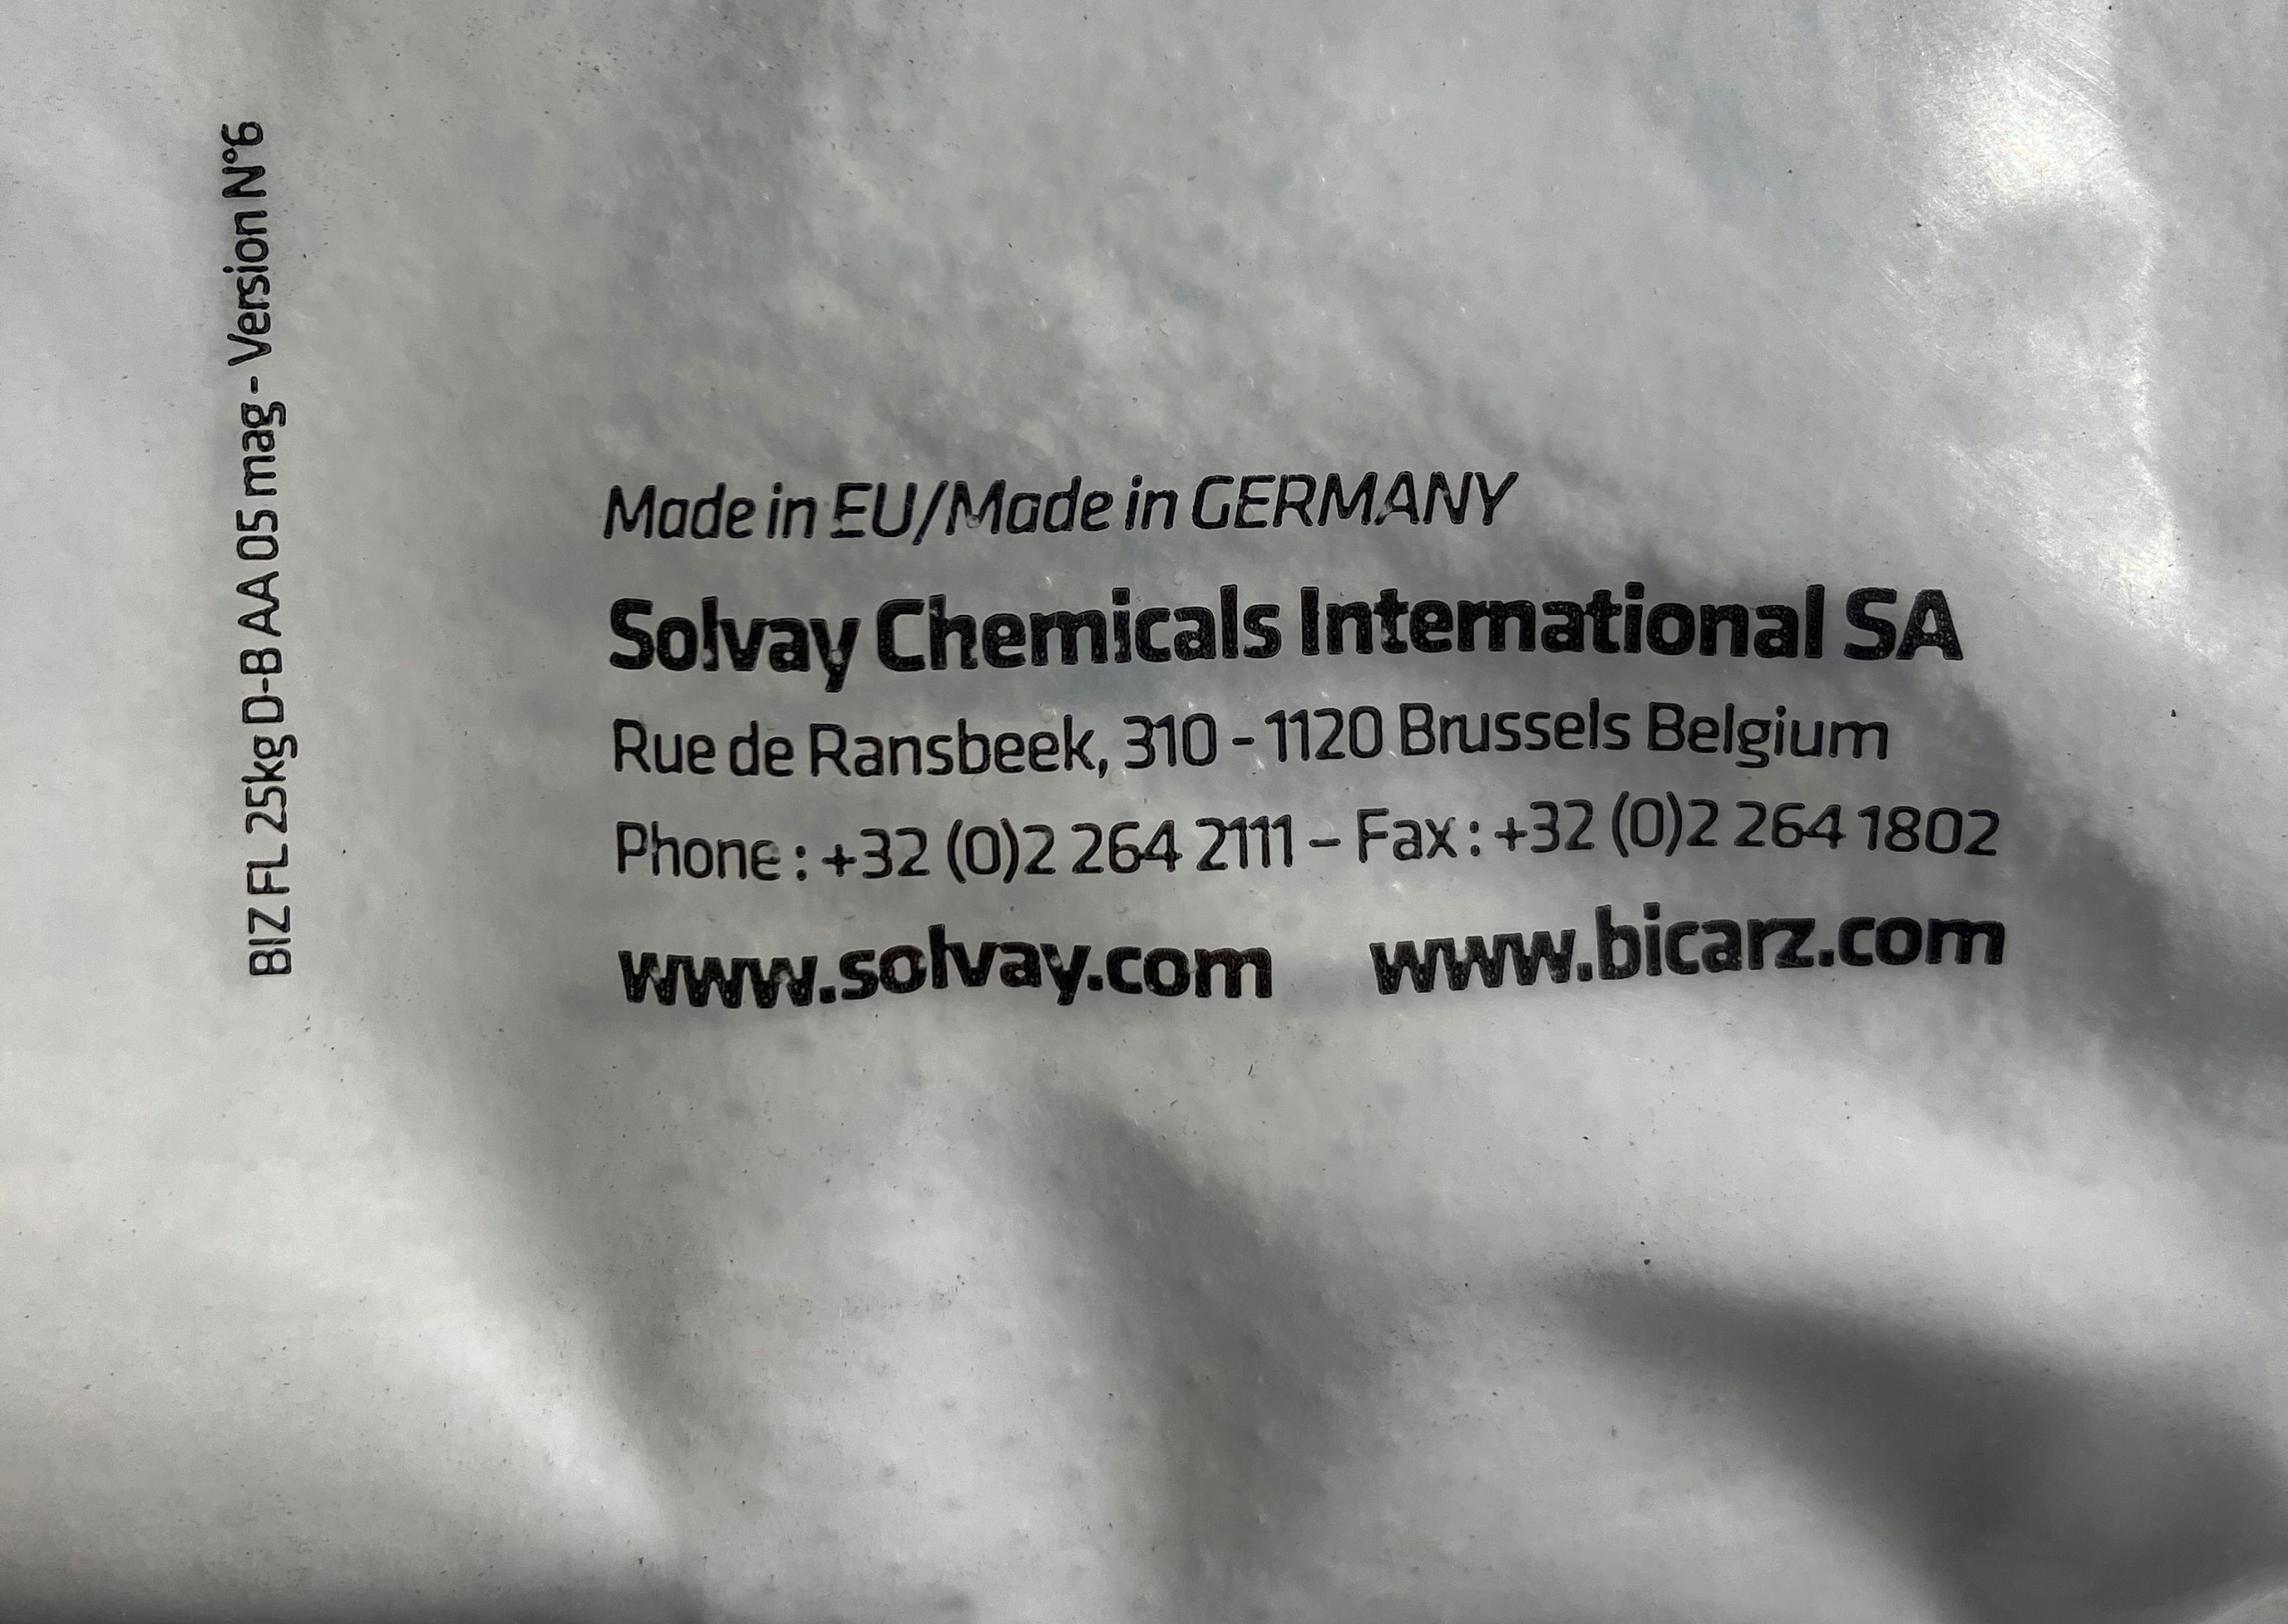 BIZ FL 25kg D-B AA 05 mag - Version N°6
Made in EU/Made in GERMANY
Solvay Chemicals International SA
Rue de Ransbeek, 310 - 1120 Brussels Belgium
Phone : +32 (0)2 264 2111 – Fax : +32 (0)2 264 1802
www.solvay.com www.bicarz.com